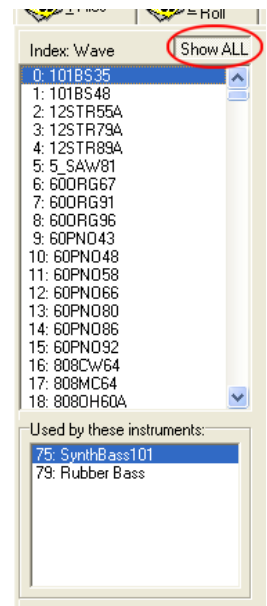 Roll
Index: Wave Show ALL
0: 101BS35
1: 101BS48
2: 12STR55A
3: 12STR79A
4: 12STR89A
5: 5_SAW81
6: 60ORG67
7: 60ORG91
8: 60ORG96
9: 60PNO43
10: 60PNO48
11: 60PNO58
12: 60PNO66
13: 60PNO80
14: 60PNO86
15: 60PNO92
16: 808CW64
17: 808MC64
18: 808OH60A
Used by these instruments:
75: SynthBass101
79: Rubber Bass